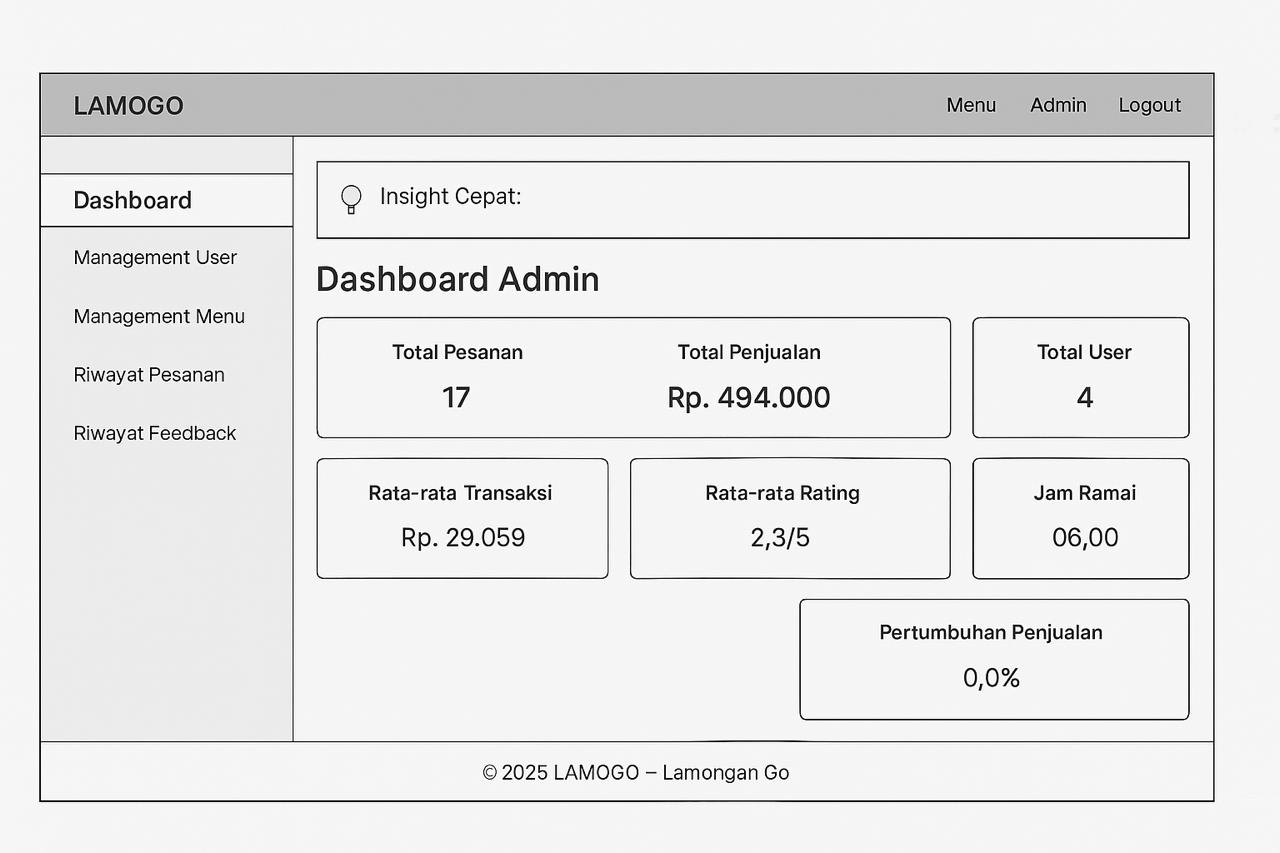 LAMOGO
Menu Admin Logout
Dashboard
Management User
Management Menu
Riwayat Pesanan
Riwayat Feedback
Insight Cepat:
Dashboard Admin
Total Pesanan
17
Total Penjualan
Rp. 494.000
Total User
4
Rata-rata Transaksi
Rp. 29.059
Rata-rata Rating
2,3/5
Jam Ramai
06,00
Pertumbuhan Penjualan
0,0%
© 2025 LAMOGO – Lamongan Go